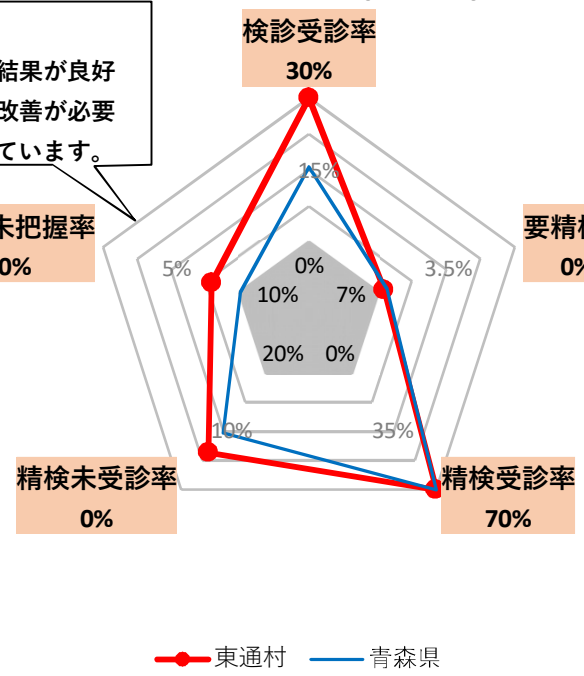 結果が良好
改善が必要
ています。
検診受診率
30%
15%
未把握率
0%
要精検
0%
5%
3.5%
0%
10%
7%
20%
0%
10%
35%
精検未受診率
0%
精検受診率
70%
東通村
青森県